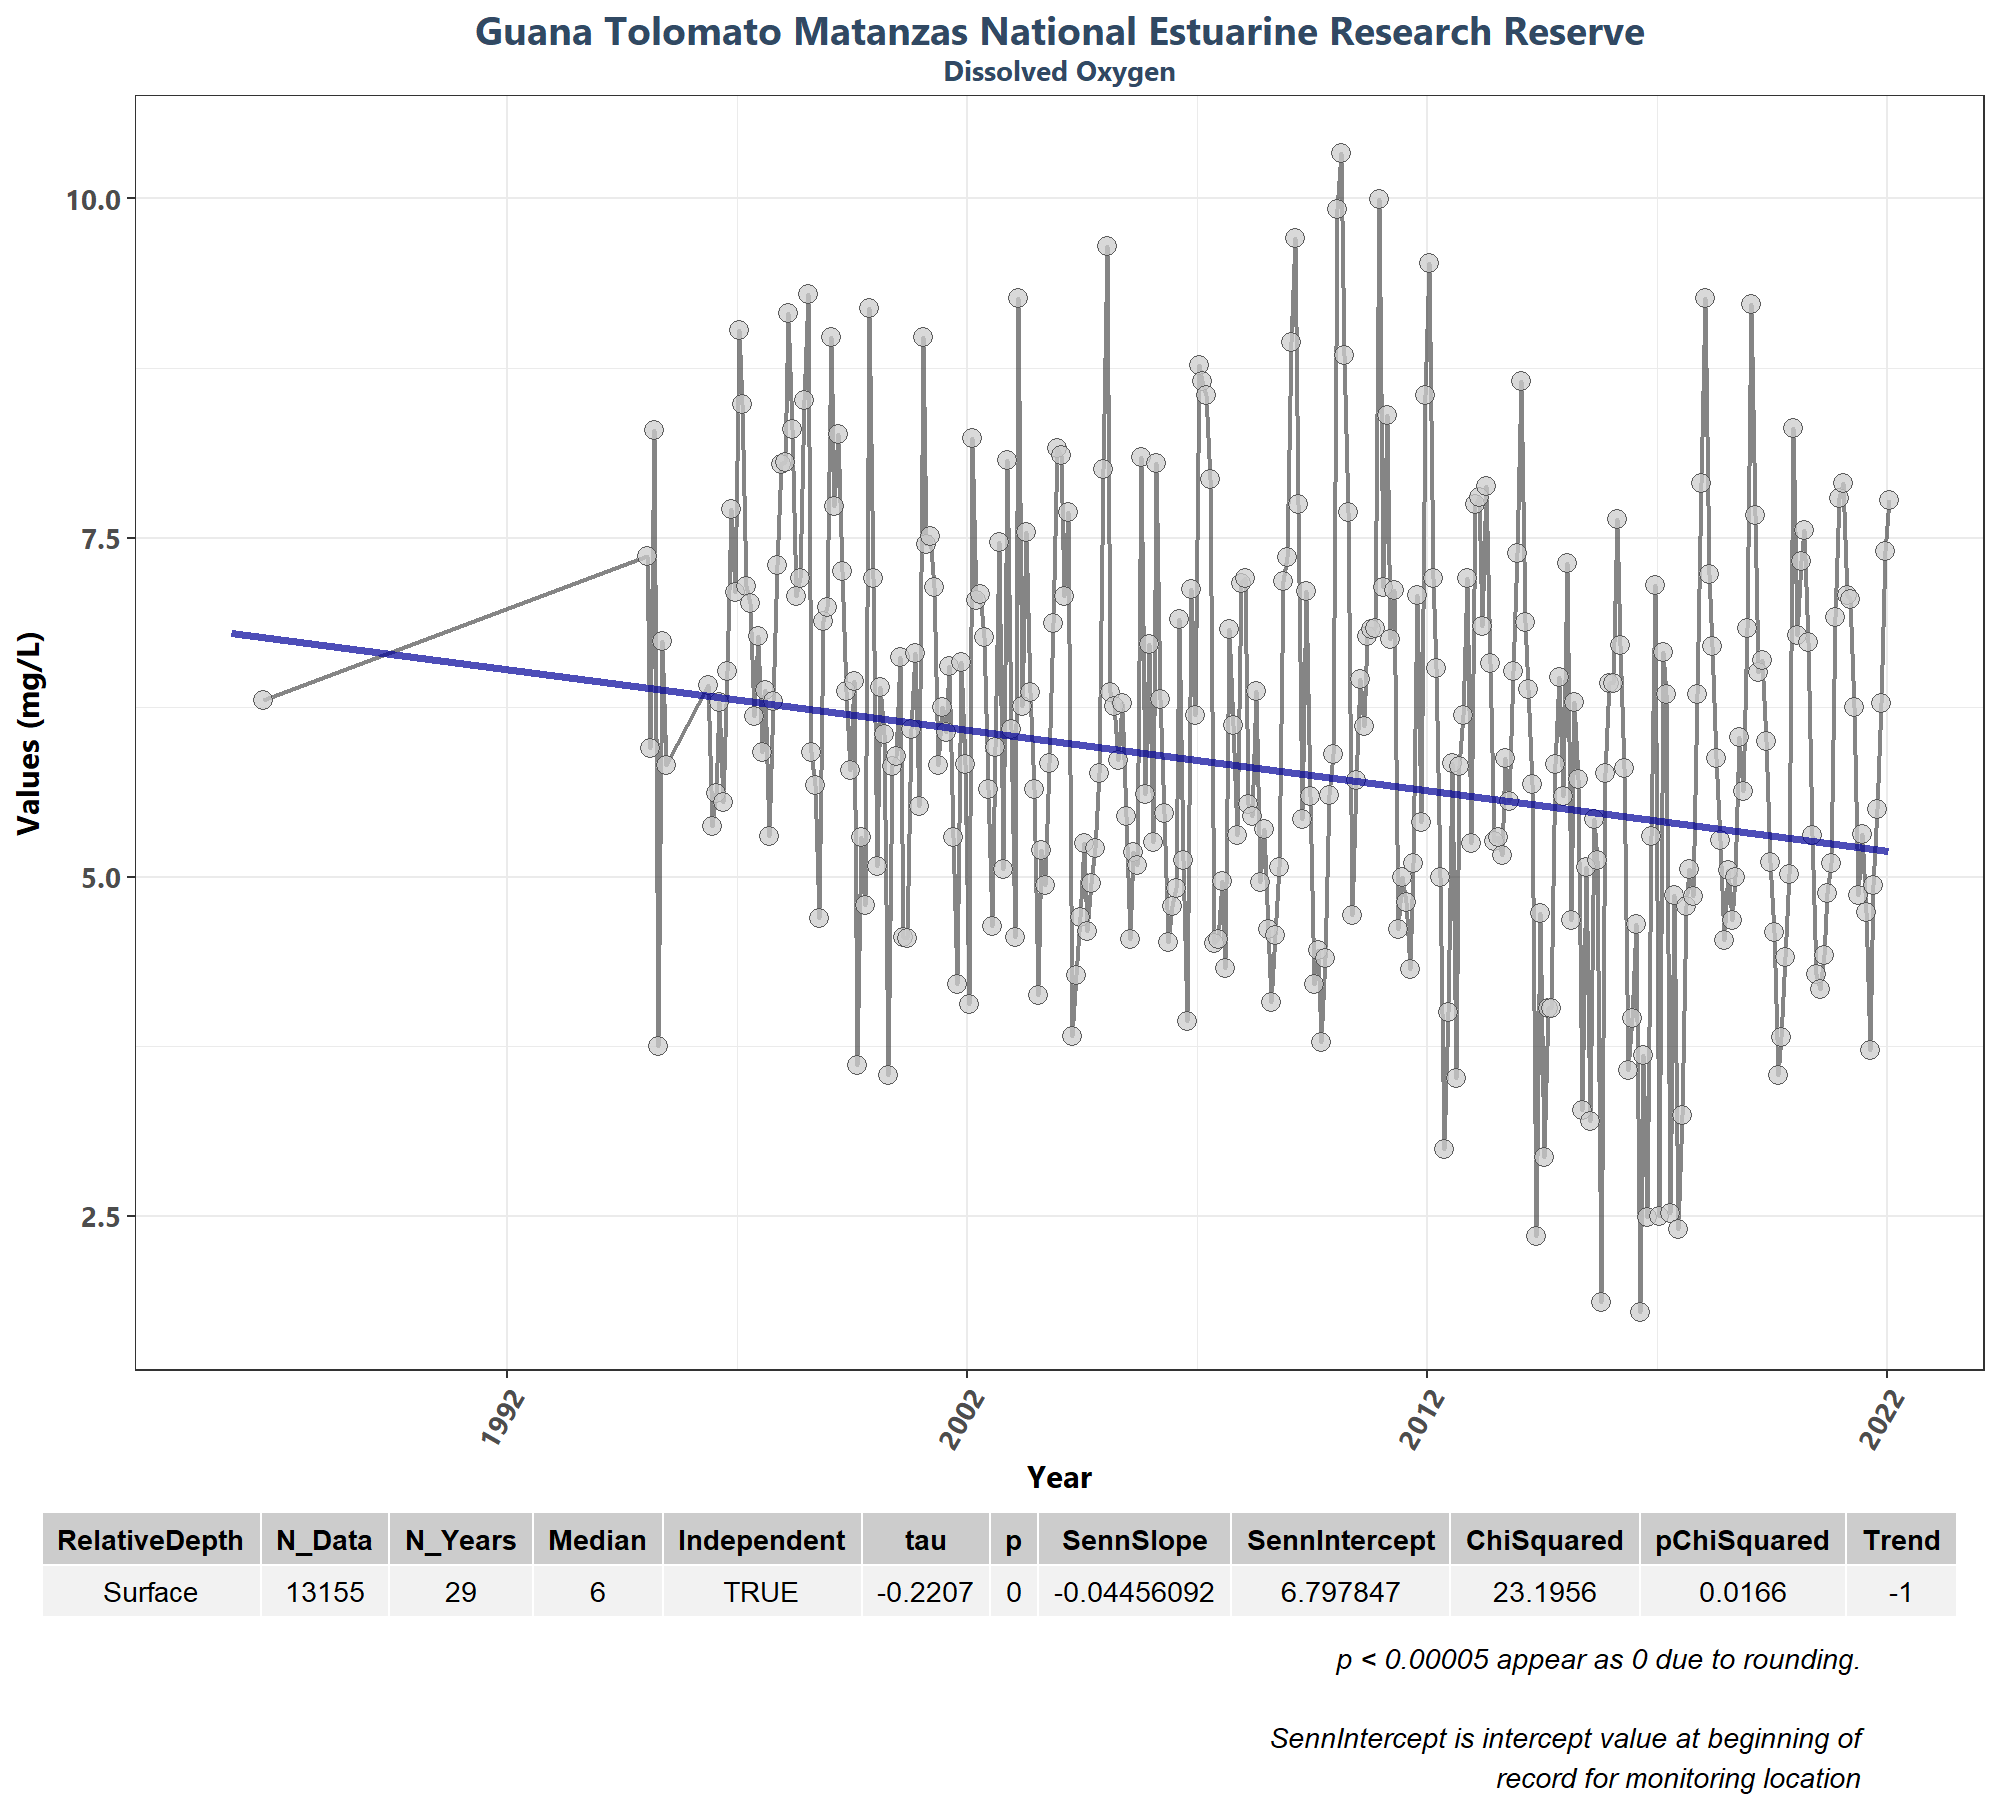 Guana Tolomato Matanzas National Estuarine Research Reserve
Dissolved Oxygen
Values (mg/L)
10.0
7.5
5.0
2.5
1992
2002
2012
2022
Year
RelativeDepth N_Data N_Years Median Independent tau p SennSlope SennIntercept ChiSquared pChiSquared Trend
Surface 13155 29 6 TRUE -0.2207 0 -0.04456092 6.797847 23.1956 0.0166 -1
p < 0.00005 appear as 0 due to rounding.
SennIntercept is intercept value at beginning of
record for monitoring location